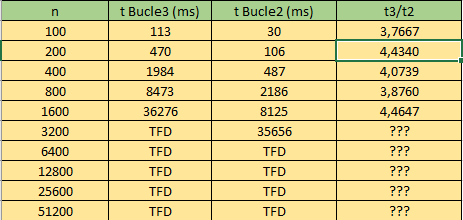 n t Bucle3 (ms) t Bucle2 (ms) t3/t2
100 113 30 3,7667
200 470 106 4,4340
400 1984 487 4,0739
800 8473 2186 3,8760
1600 36276 8125 4,4647
3200 TFD 35656 ???
6400 TFD TFD ???
12800 TFD TFD ???
25600 TFD TFD ???
51200 TFD TFD ???